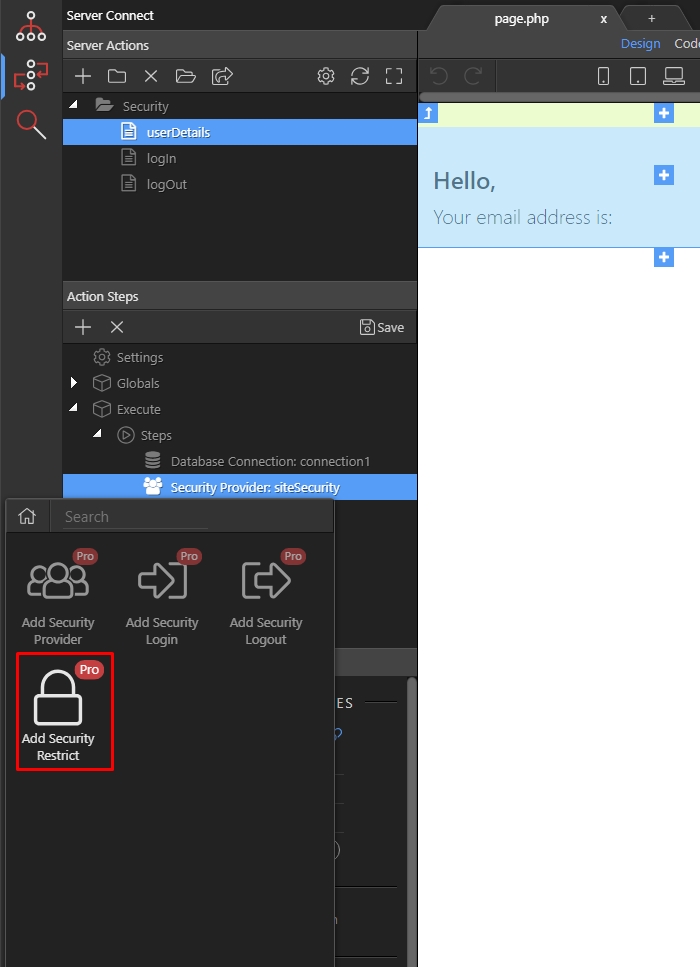 Server Connect
page.php
x
+
Server Actions
Design
Code
Security
userDetails
logIn
logOut
Hello,
Your email address is:
Action Steps
Save
Settings
Globals
Execute
Steps
Database Connection: connection1
Security Provider: siteSecurity
Search
Pro
Pro
Pro
Add Security
Provider
Add Security
Login
Add Security
Logout
Pro
Add Security
Restrict
ES